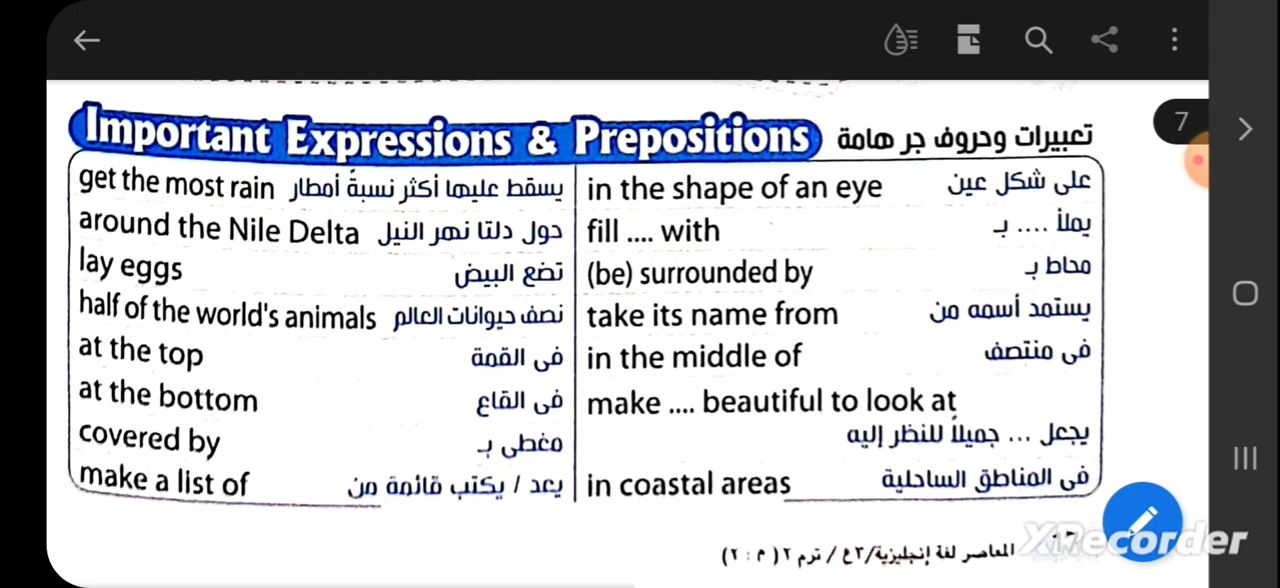 7
Important Expressions & Prepositions تعبيرات وحروف جر هامة
get the most rain يسقط عليها أكثر نسبة أمطار
around the Nile Delta حول دلتا نهر النيل
lay eggs تضع البيض
half of the world's animals نصف حيوانات العالم
at the top فى القمة
at the bottom فى القاع
covered by مغطى بـ
make a list of يعد / يكتب قائمة من
in the shape of an eye على شكل عين
fill .... with يملأ .... بـ
(be) surrounded by محاط بـ
take its name from يستمد أسمه من
in the middle of فى منتصف
make .... beautiful to look at
يجعل ... جميلاً للنظر إليه
in coastal areas فى المناطق الساحلية
المعاصر لغة إنجليزية/٣ع/ ترم ٢ (م : ٢)
XRecorder